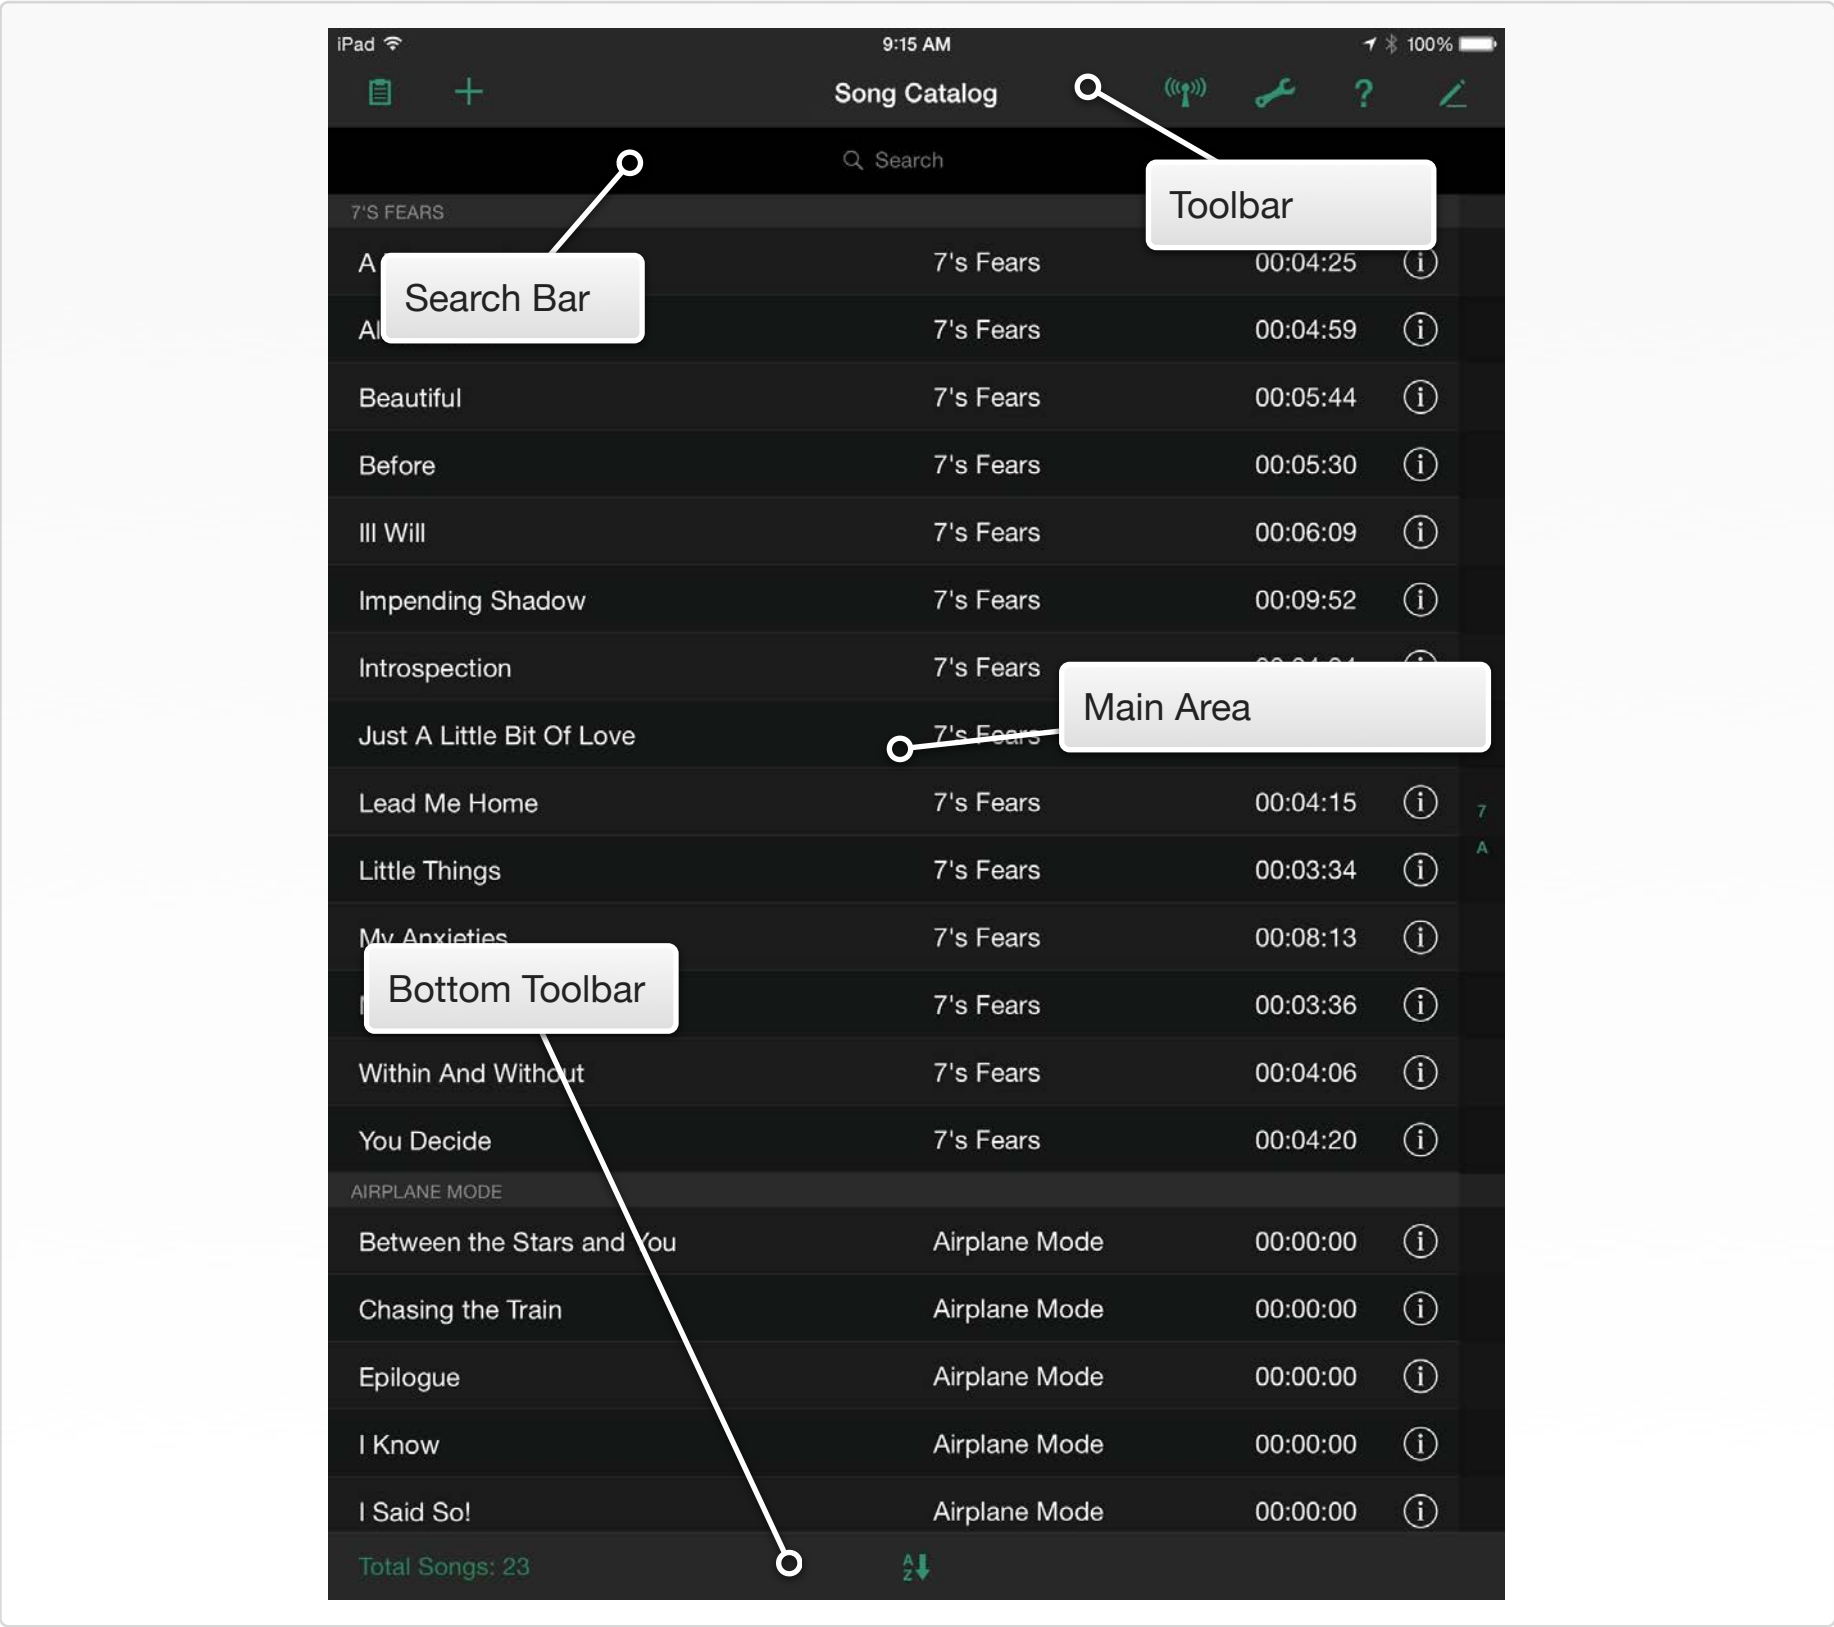 iPad 9:15 AM 100%
Song Catalog ?
Search
Toolbar
7'S FEARS
A 7's Fears 00:04:25
Search Bar
Al 7's Fears 00:04:59
Beautiful 7's Fears 00:05:44
Before 7's Fears 00:05:30
Ill Will 7's Fears 00:06:09
Impending Shadow 7's Fears 00:09:52
Introspection 7's Fears
Main Area
Just A Little Bit Of Love 7's Fears
Lead Me Home 7's Fears 00:04:15
7
A
Little Things 7's Fears 00:03:34
My Anxieties 7's Fears 00:08:13
Bottom Toolbar
7's Fears 00:03:36
Within And Without 7's Fears 00:04:06
You Decide 7's Fears 00:04:20
AIRPLANE MODE
Between the Stars and You Airplane Mode 00:00:00
Chasing the Train Airplane Mode 00:00:00
Epilogue Airplane Mode 00:00:00
I Know Airplane Mode 00:00:00
I Said So! Airplane Mode 00:00:00
Total Songs: 23 AZ